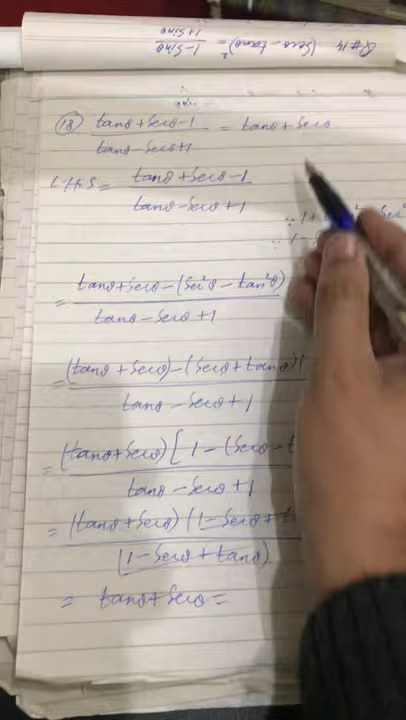 Q#14 (Secθ-tanθ)² = 1-Sinθ / 1+Sinθ
(18) tanθ+Secθ-1 / tanθ-Secθ+1 = tanθ+Secθ
L.H.S = tanθ+Secθ-1 / tanθ-Secθ+1
= tanθ+Secθ-(Sec²θ-tan²θ) / tanθ-Secθ+1
= (tanθ+Secθ)-(Secθ+tanθ)( / tanθ-Secθ+1
= (tanθ+Secθ)[1-(Secθ-t / tanθ-Secθ+1
= (tanθ+Secθ)(1-Secθ+t / (1-Secθ+tanθ)
= tanθ+Secθ =